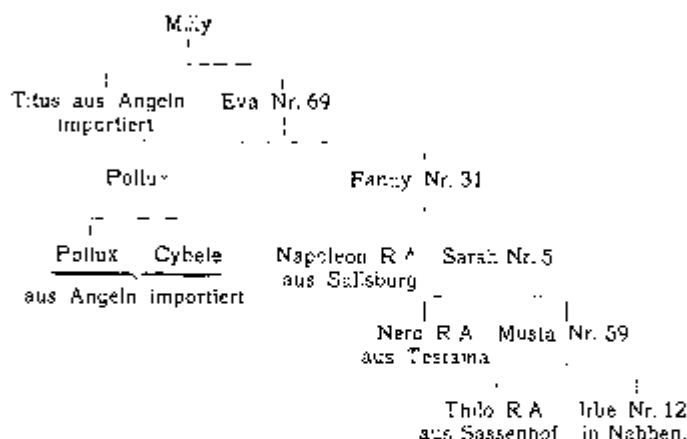 Milly
Titus aus Angeln Eva Nr. 69
importiert
Pollux Fanny Nr. 31
Pollux Cybele Napoleon R A Sarah Nr. 5
aus Angeln importiert aus Sallsburg
Nero R A Musta Nr. 59
aus Testama
Thilo R A Irbe Nr. 12
aus Sassenhof in Nabben.